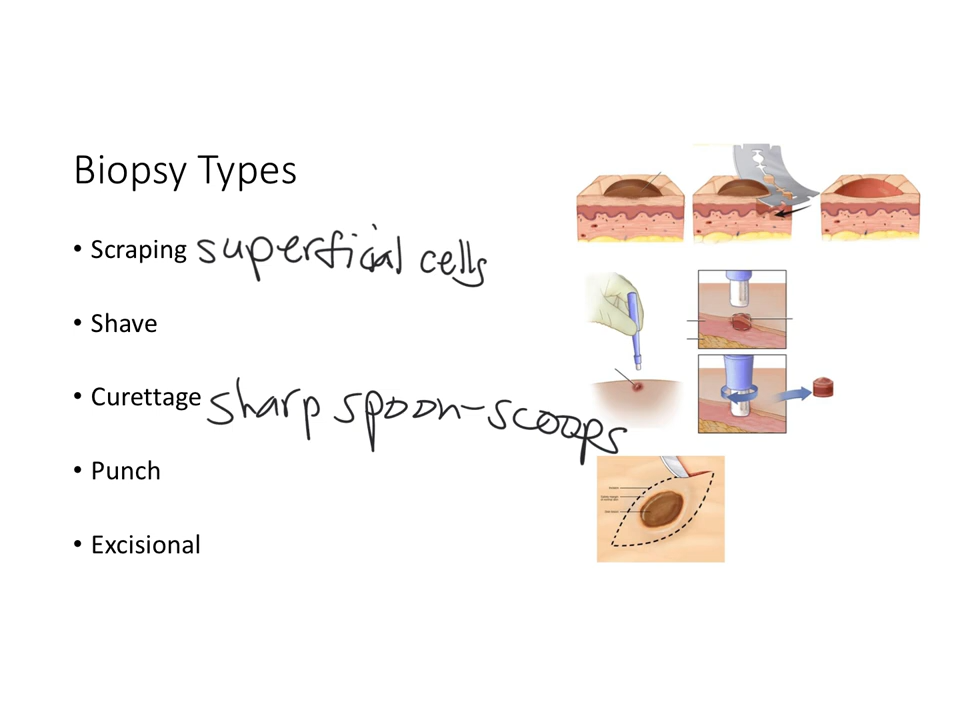 Biopsy Types
• Scraping superficial cells
• Shave
• Curettage sharp spoon-scoops
• Punch
• Excisional